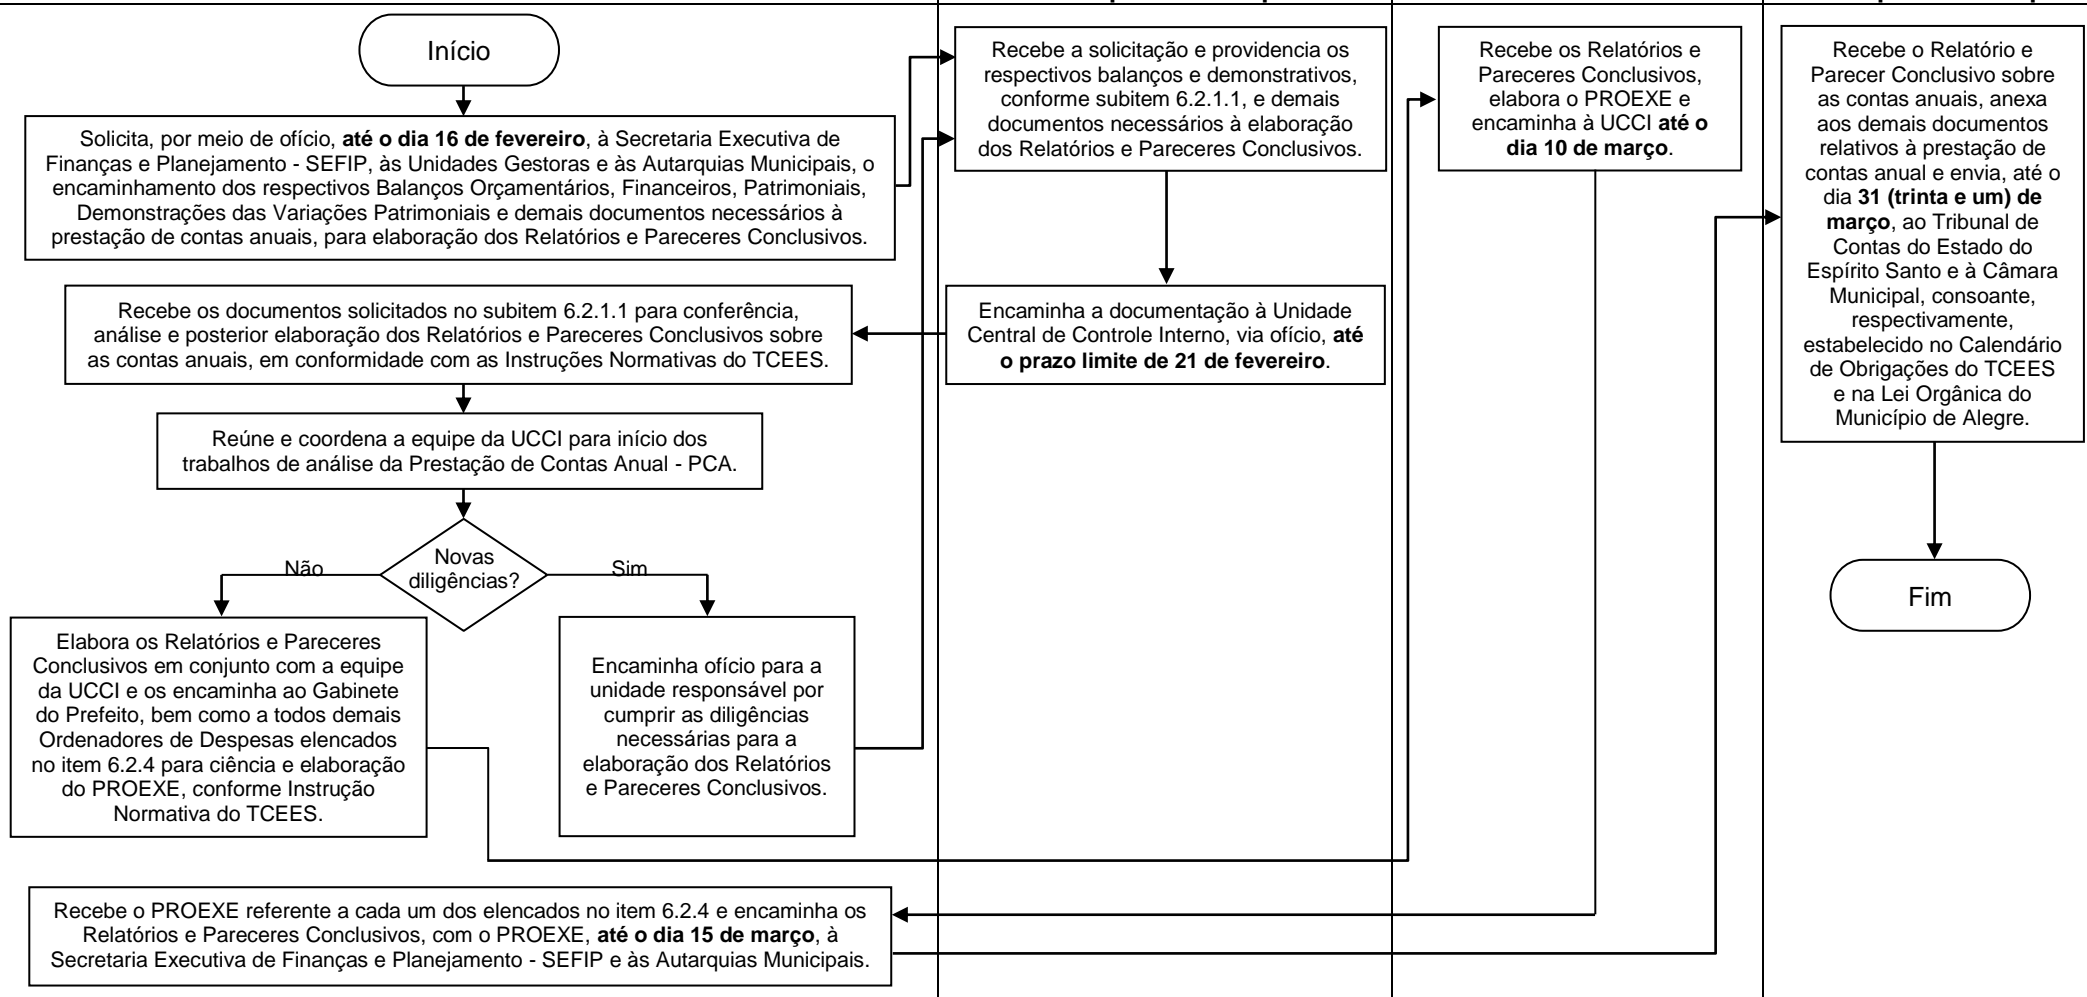 Início
Solicita, por meio de ofício, até o dia 16 de fevereiro, à Secretaria Executiva de
Finanças e Planejamento - SEFIP, às Unidades Gestoras e às Autarquias Municipais, o
encaminhamento dos respectivos Balanços Orçamentários, Financeiros, Patrimoniais,
Demonstrações das Variações Patrimoniais e demais documentos necessários à
prestação de contas anuais, para elaboração dos Relatórios e Pareceres Conclusivos.
Recebe a solicitação e providencia os
respectivos balanços e demonstrativos,
conforme subitem 6.2.1.1, e demais
documentos necessários à elaboração
dos Relatórios e Pareceres Conclusivos.
Encaminha a documentação à Unidade
Central de Controle Interno, via ofício, até
o prazo limite de 21 de fevereiro.
Recebe os documentos solicitados no subitem 6.2.1.1 para conferência,
análise e posterior elaboração dos Relatórios e Pareceres Conclusivos sobre
as contas anuais, em conformidade com as Instruções Normativas do TCEES.
Reúne e coordena a equipe da UCCI para início dos
trabalhos de análise da Prestação de Contas Anual - PCA.
Novas
diligências?
Não
Sim
Elabora os Relatórios e Pareceres
Conclusivos em conjunto com a equipe
da UCCI e os encaminha ao Gabinete
do Prefeito, bem como a todos demais
Ordenadores de Despesas elencados
no item 6.2.4 para ciência e elaboração
do PROEXE, conforme Instrução
Normativa do TCEES.
Encaminha ofício para a
unidade responsável por
cumprir as diligências
necessárias para a
elaboração dos Relatórios
e Pareceres Conclusivos.
Recebe os Relatórios e
Pareceres Conclusivos,
elabora o PROEXE e
encaminha à UCCI até o
dia 10 de março.
Recebe o PROEXE referente a cada um dos elencados no item 6.2.4 e encaminha os
Relatórios e Pareceres Conclusivos, com o PROEXE, até o dia 15 de março, à
Secretaria Executiva de Finanças e Planejamento - SEFIP e às Autarquias Municipais.
Recebe o Relatório e
Parecer Conclusivo sobre
as contas anuais, anexa
aos demais documentos
relativos à prestação de
contas anual e envia, até o
dia 31 (trinta e um) de
março, ao Tribunal de
Contas do Estado do
Espírito Santo e à Câmara
Municipal, consoante,
respectivamente,
estabelecido no Calendário
de Obrigações do TCEES
e na Lei Orgânica do
Município de Alegre.
Fim